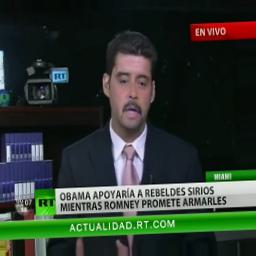 EN VIVO
RT
MIAMI
RT
OBAMA APOYARÍA A REBELDES SIRIOS
MIENTRAS ROMNEY PROMETE ARMARLES
ACTUALIDAD.RT.COM